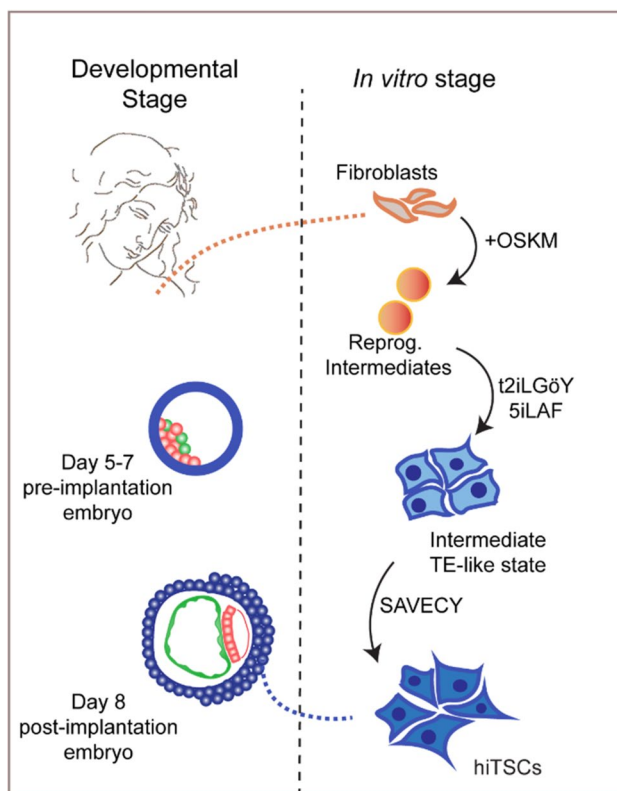 Developmental
Stage
In vitro stage
Fibroblasts
+OSKM
Reprog.
Intermediates
t2iLGöY
5iLAF
Day 5-7
pre-implantation
embryo
Intermediate
TE-like state
SAVECY
Day 8
post-implantation
embryo
hiTSCs